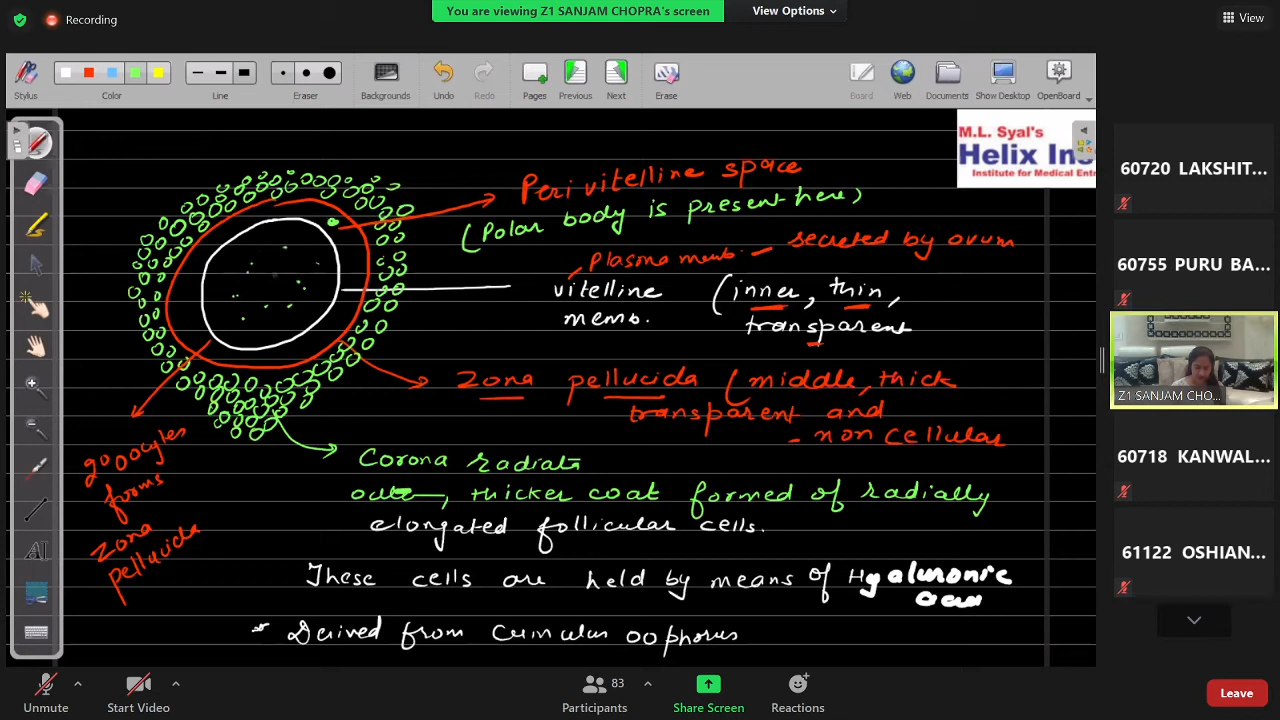 Recording
You are viewing Z1 SANJAM CHOPRA's screen
View Options
View
Stylus
Color
Line
Eraser
Backgrounds
Undo
Redo
Pages
Previous
Next
Erase
Board
Web
Documents
Show Desktop
OpenBoard
M.L. Syal's
Helix Ins
Institute for Medical Entr
Perivitelline space
(Polar body is present here)
Plasma memb. - secreted by ovum
vitelline (inner, thin,
memb. transparent
Zona pellucida (middle, thick
transparent and
- non cellular
Corona radiata
outer, thicker coat formed of radially
elongated follicular cells.
These cells are held by means of Hyaluronic
Derived from Cumulus oophorus
forms
zona
pellucida
60720 LAKSHIT...
60755 PURU BA...
Z1 SANJAM CHO...
60718 KANWAL...
61122 OSHIAN...
Unmute
Start Video
83
Participants
Share Screen
Reactions
Leave